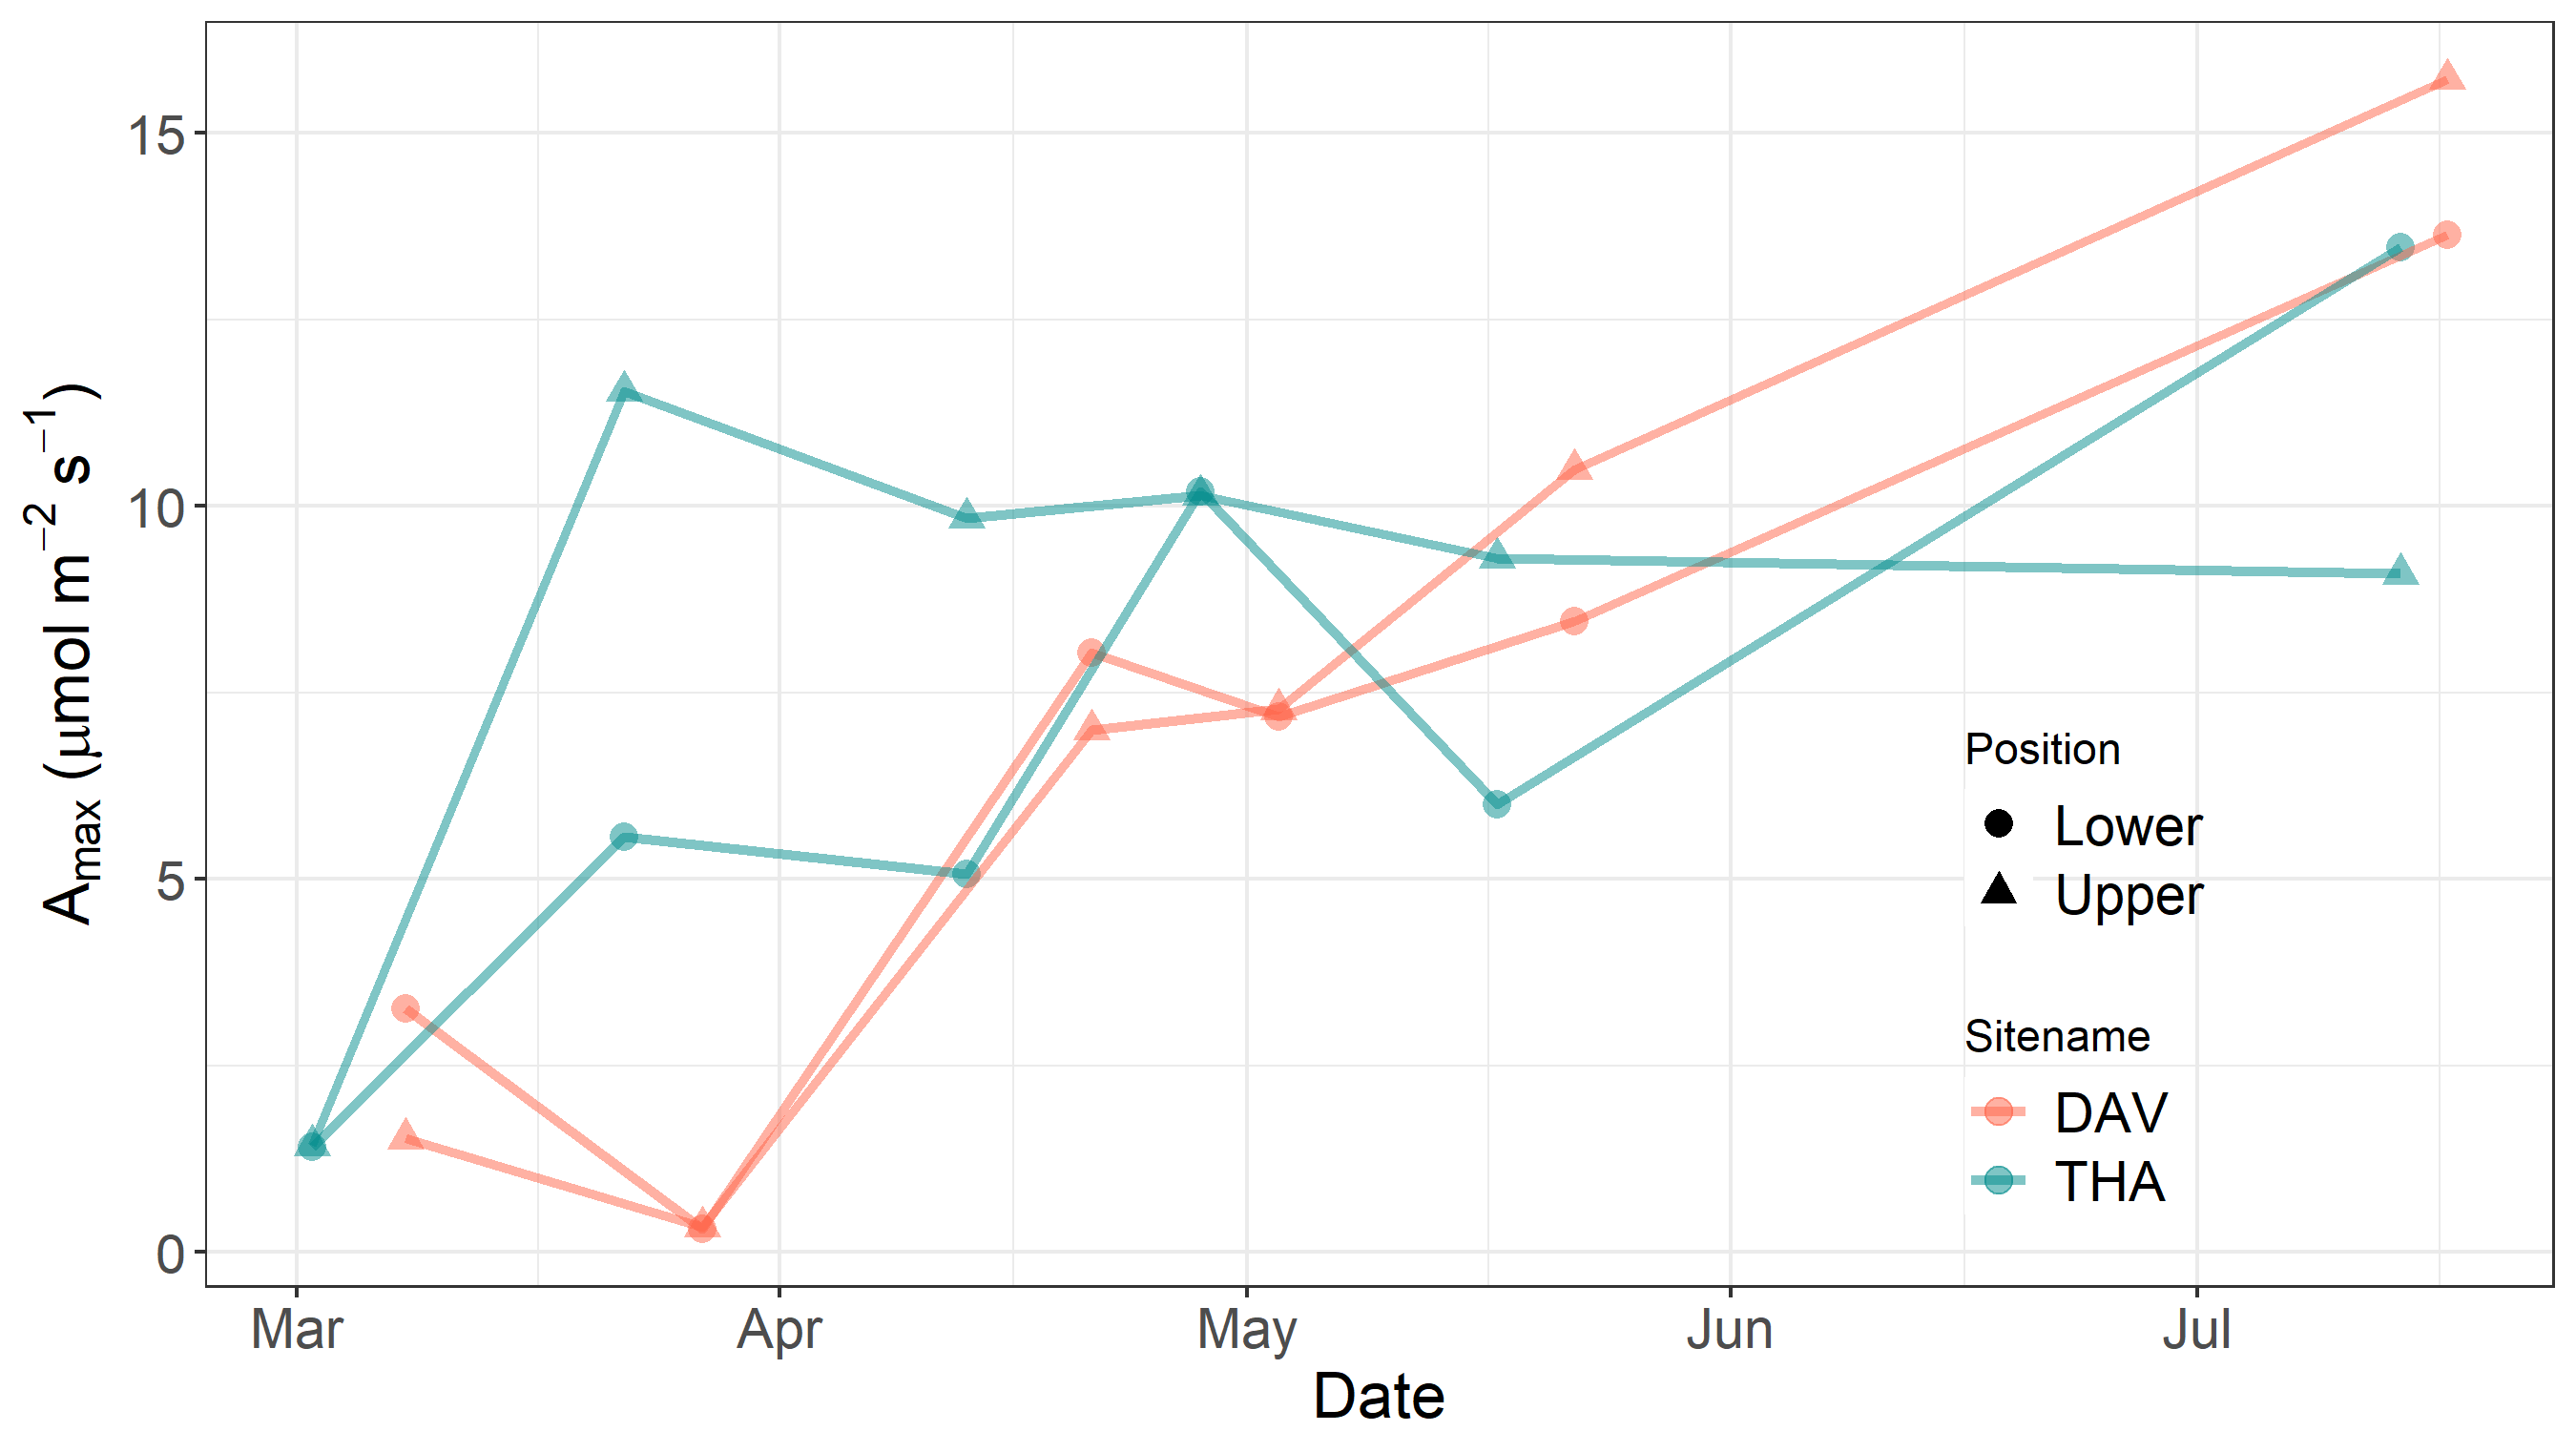 15
10
5
0
Amax (μmol m−2 s−1)
Mar Apr May Jun Jul
Date
Position
Lower
Upper
Sitename
DAV
THA